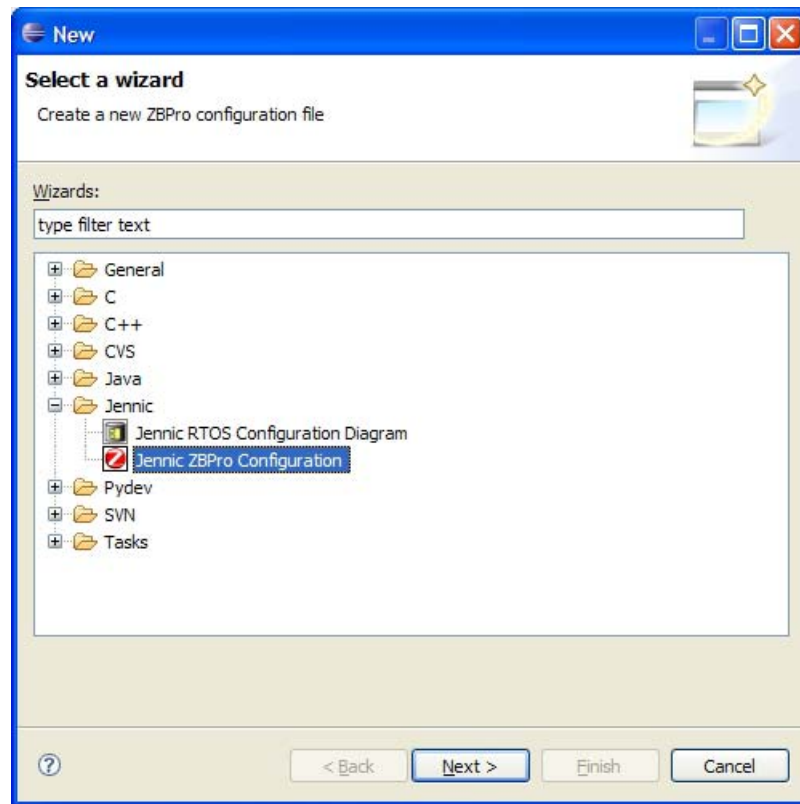 New
Select a wizard
Create a new ZBPro configuration file
Wizards:
type filter text
General
C
C++
CVS
Java
Jennic
Jennic RTOS Configuration Diagram
Jennic ZBPro Configuration
Pydev
SVN
Tasks
? < Back Next > Finish Cancel